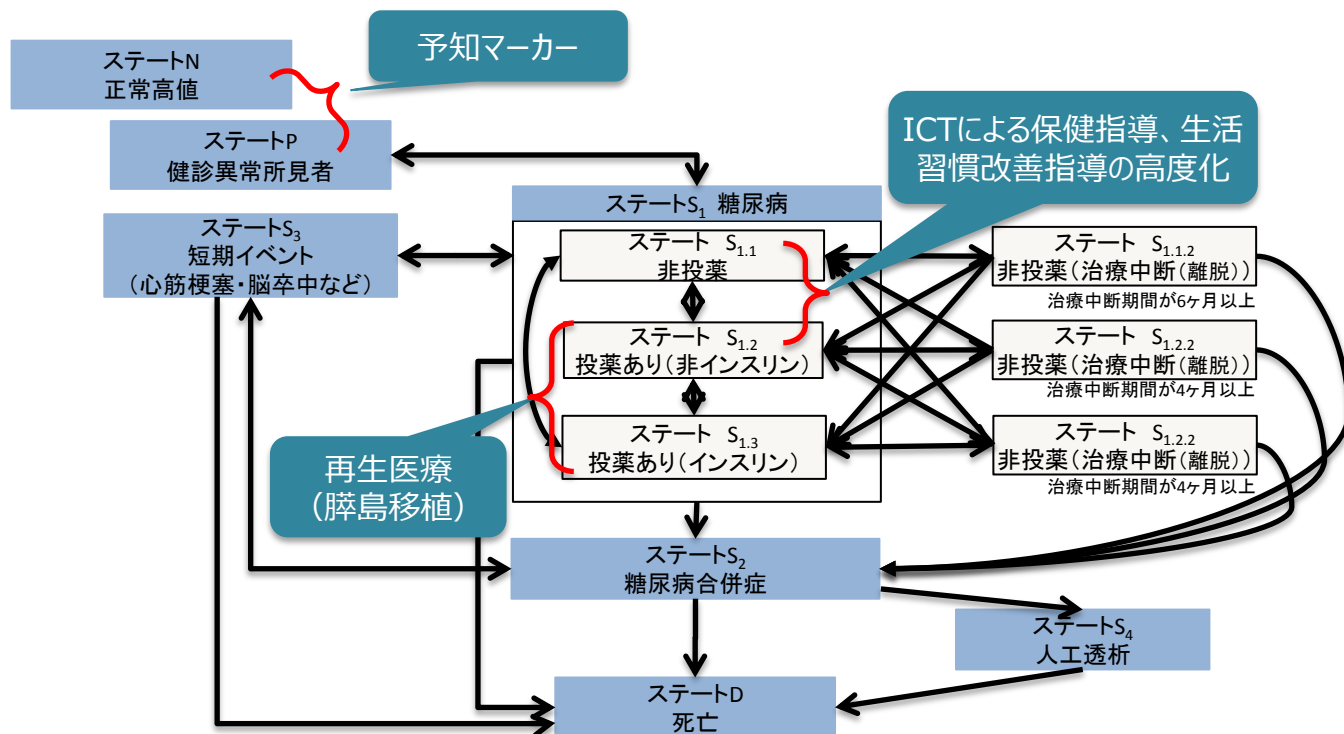 予知マーカー
ステートN
正常高値
ステートP
健診異常所見者
ICTによる保健指導、生活
習慣改善指導の高度化
ステートS1 糖尿病
ステートS3
短期イベント
(心筋梗塞・脳卒中など)
ステート S1.1
非投薬
ステート S1.1.2
非投薬(治療中断(離脱))
治療中断期間が6ヶ月以上
ステート S1.2
投薬あり(非インスリン)
ステート S1.2.2
非投薬(治療中断(離脱))
治療中断期間が4ヶ月以上
ステート S1.3
投薬あり(インスリン)
ステート S1.2.2
非投薬(治療中断(離脱))
治療中断期間が4ヶ月以上
再生医療
(膵島移植)
ステートS2
糖尿病合併症
ステートS4
人工透析
ステートD
死亡